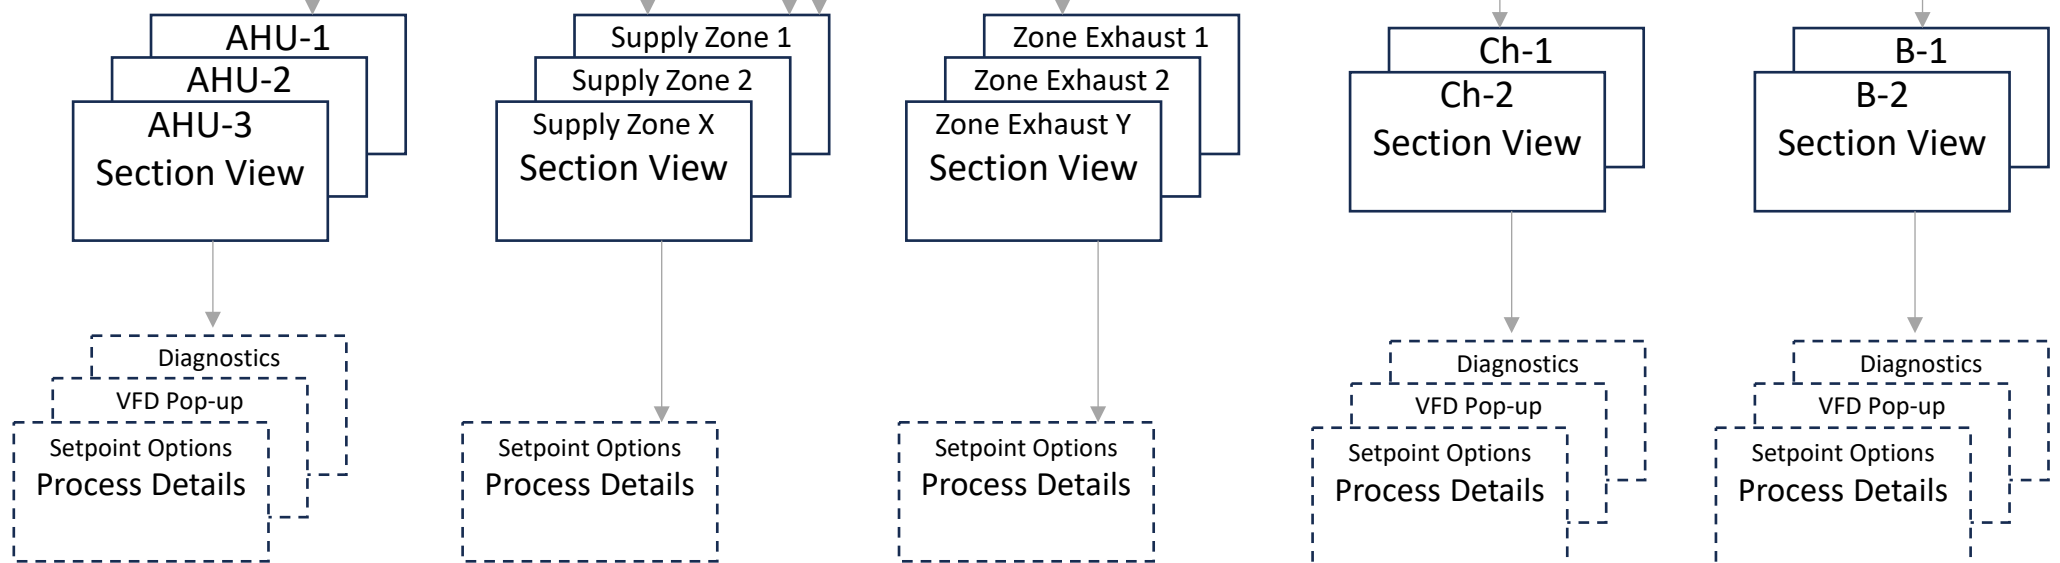 AHU-1
AHU-2
AHU-3
Section View
Supply Zone 1
Supply Zone 2
Supply Zone X
Section View
Zone Exhaust 1
Zone Exhaust 2
Zone Exhaust Y
Section View
Ch-1
Ch-2
Section View
B-1
B-2
Section View
Diagnostics
VFD Pop-up
Setpoint Options
Process Details
Setpoint Options
Process Details
Setpoint Options
Process Details
Diagnostics
VFD Pop-up
Setpoint Options
Process Details
Diagnostics
VFD Pop-up
Setpoint Options
Process Details